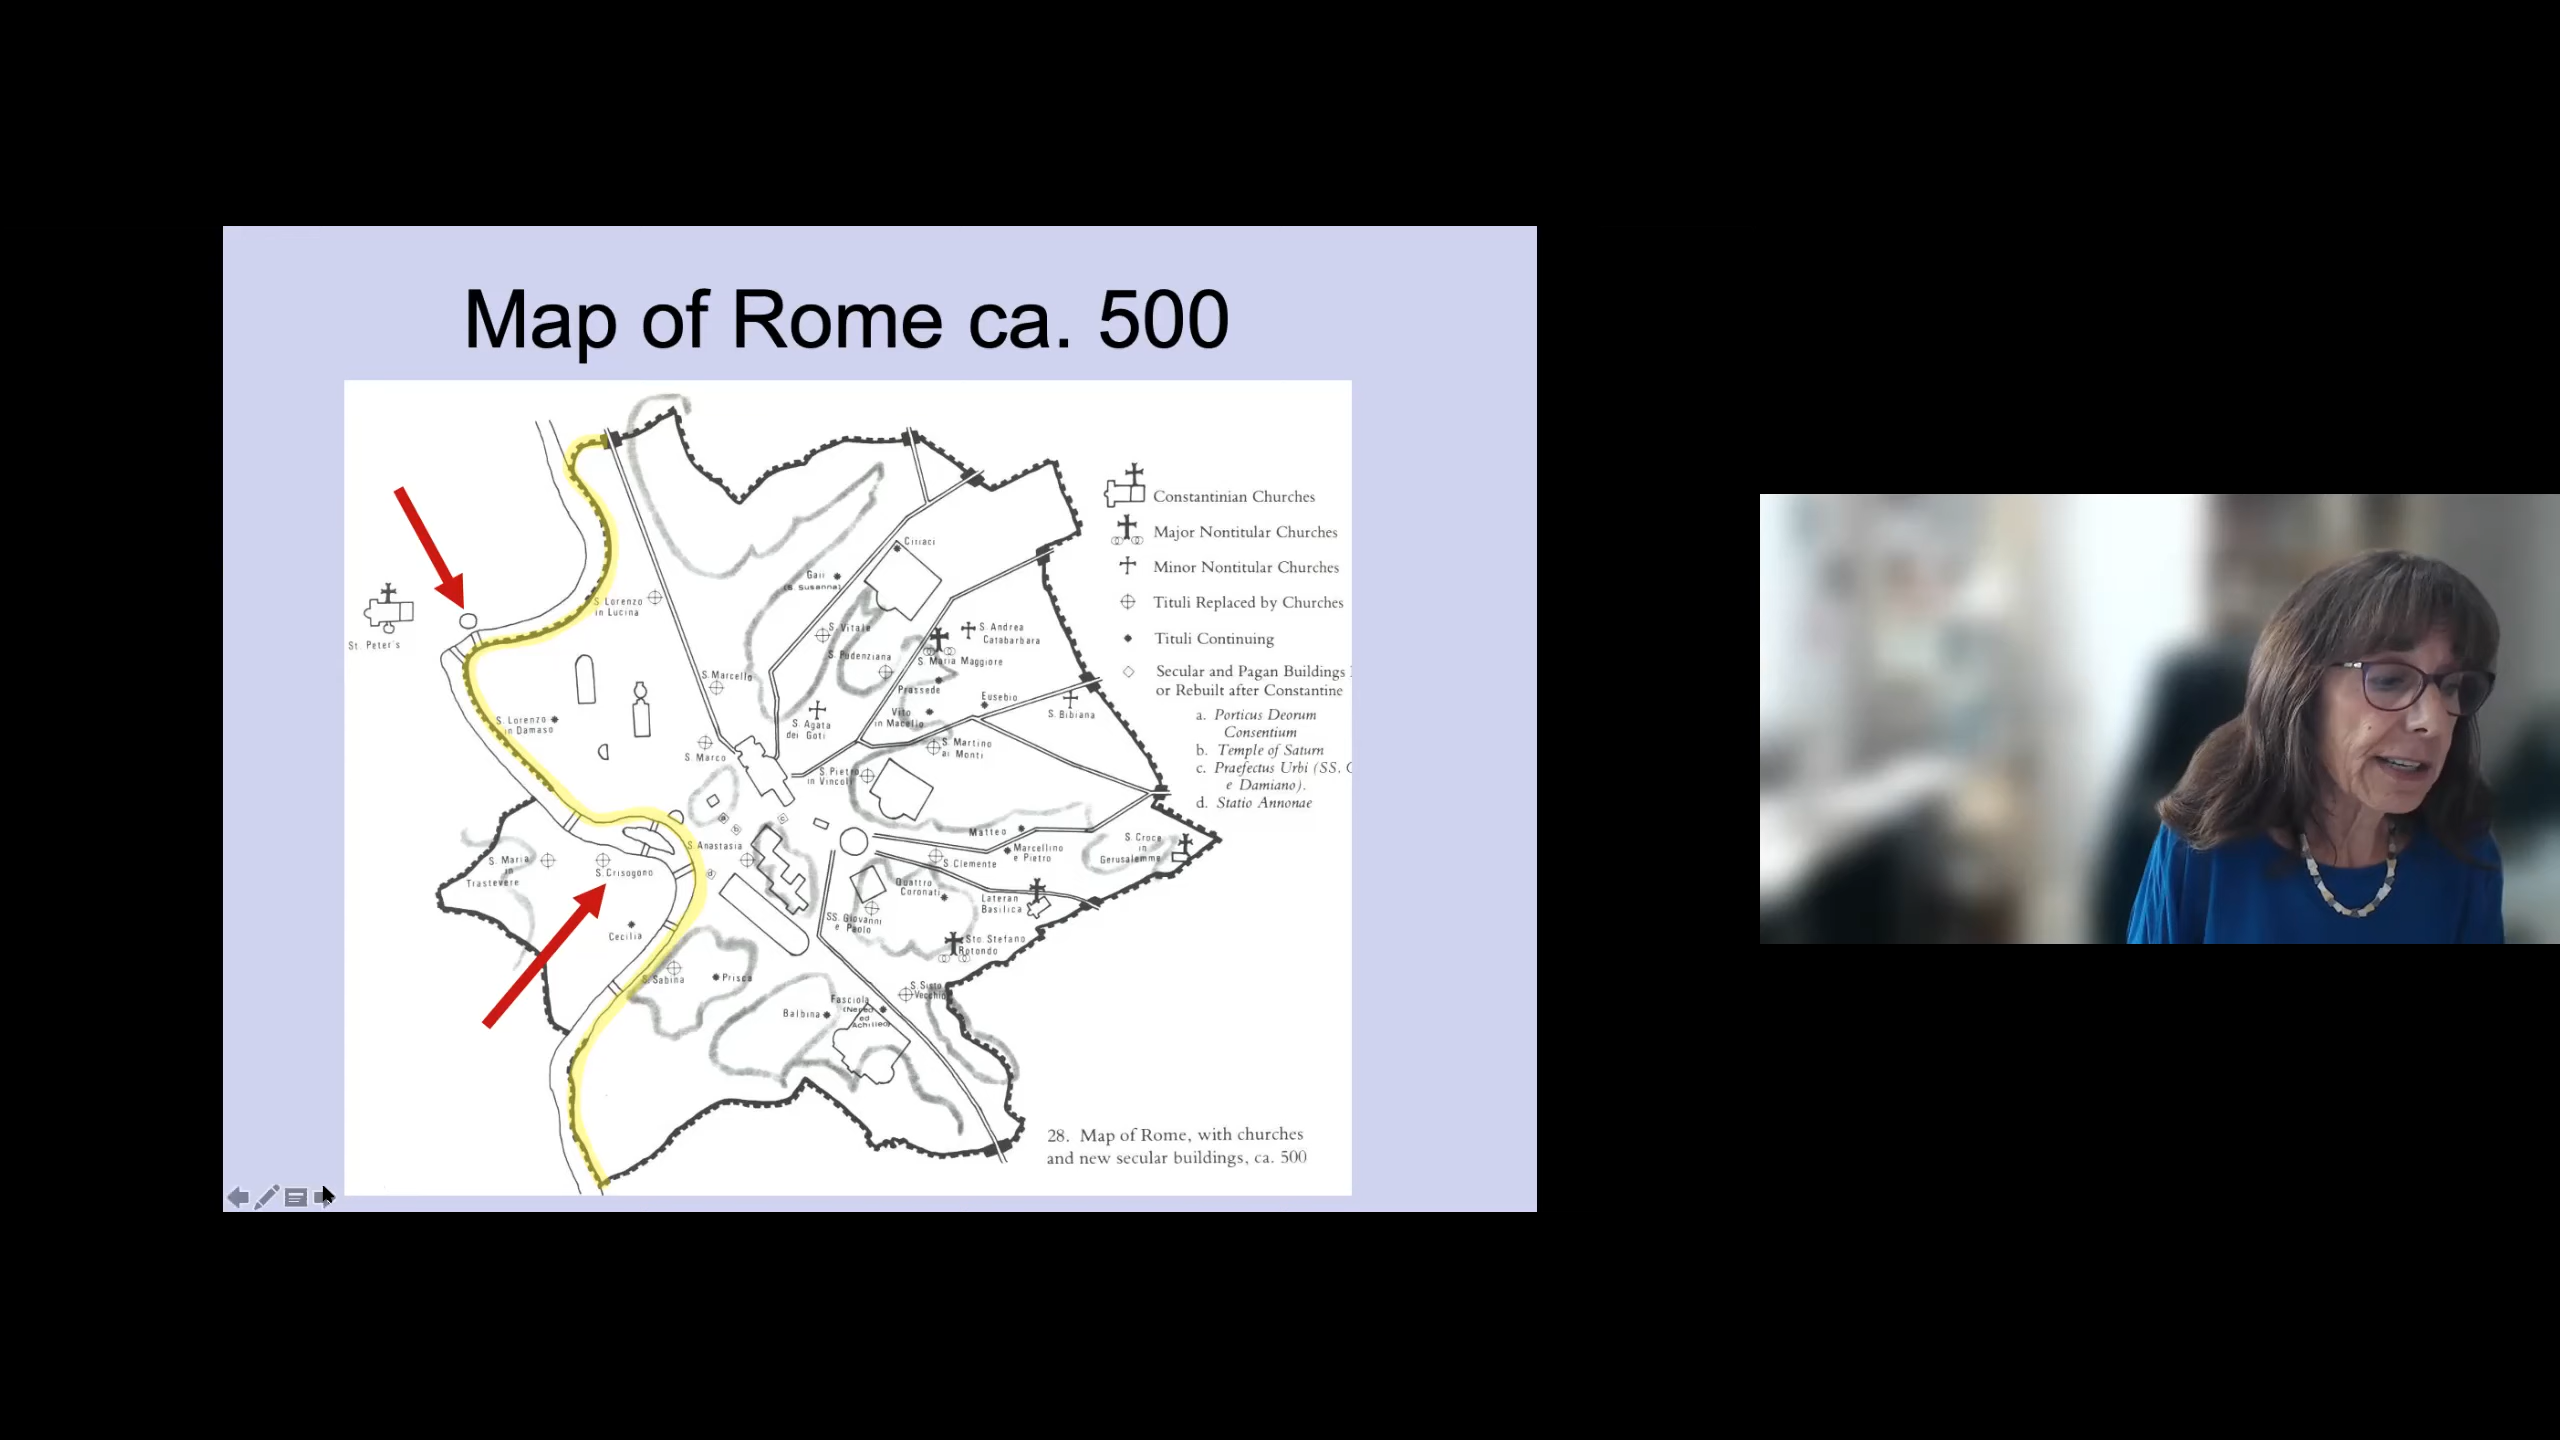 Map of Rome ca. 500
Constantinian Churches
Major Nontitular Churches
Minor Nontitular Churches
Tituli Replaced by Churches
Tituli Continuing
Secular and Pagan Buildings
or Rebuilt after Constantine
a. Porticus Deorum
Consentium
b. Temple of Saturn
c. Praefectus Urbi (SS.
e Damiano).
d. Statio Annonae
Ciriaci
Gaii
(S. Susanna)
S. Lorenzo
in Lucina
St. Peter's
S. Vitale
S. Andrea
Catabarbara
S. Pudenziana
S. Maria Maggiore
S. Marcello
Prassede
Eusebio
S. Lorenzo
in Damaso
S. Agata
dei Goti
Vito
in Macello
S. Bibiana
S. Marco
S. Martino
ai Monti
S. Pietro
in Vincoli
a
b
c
Matteo
S. Croce
in
Gerusalemme
S. Anastasia
Marcellino
e Pietro
S. Clemente
S. Maria
in
Trastevere
S. Crisogono
d
Quattro
Coronati
Lateran
Basilica
SS. Giovanni
e Paolo
Cecilia
Sto. Stefano
Rotondo
S. Sabina
Prisca
S. Sisto
Vecchio
Fasciola
(Nereo
ed
Achilleo)
Balbina
28. Map of Rome, with churches
and new secular buildings, ca. 500